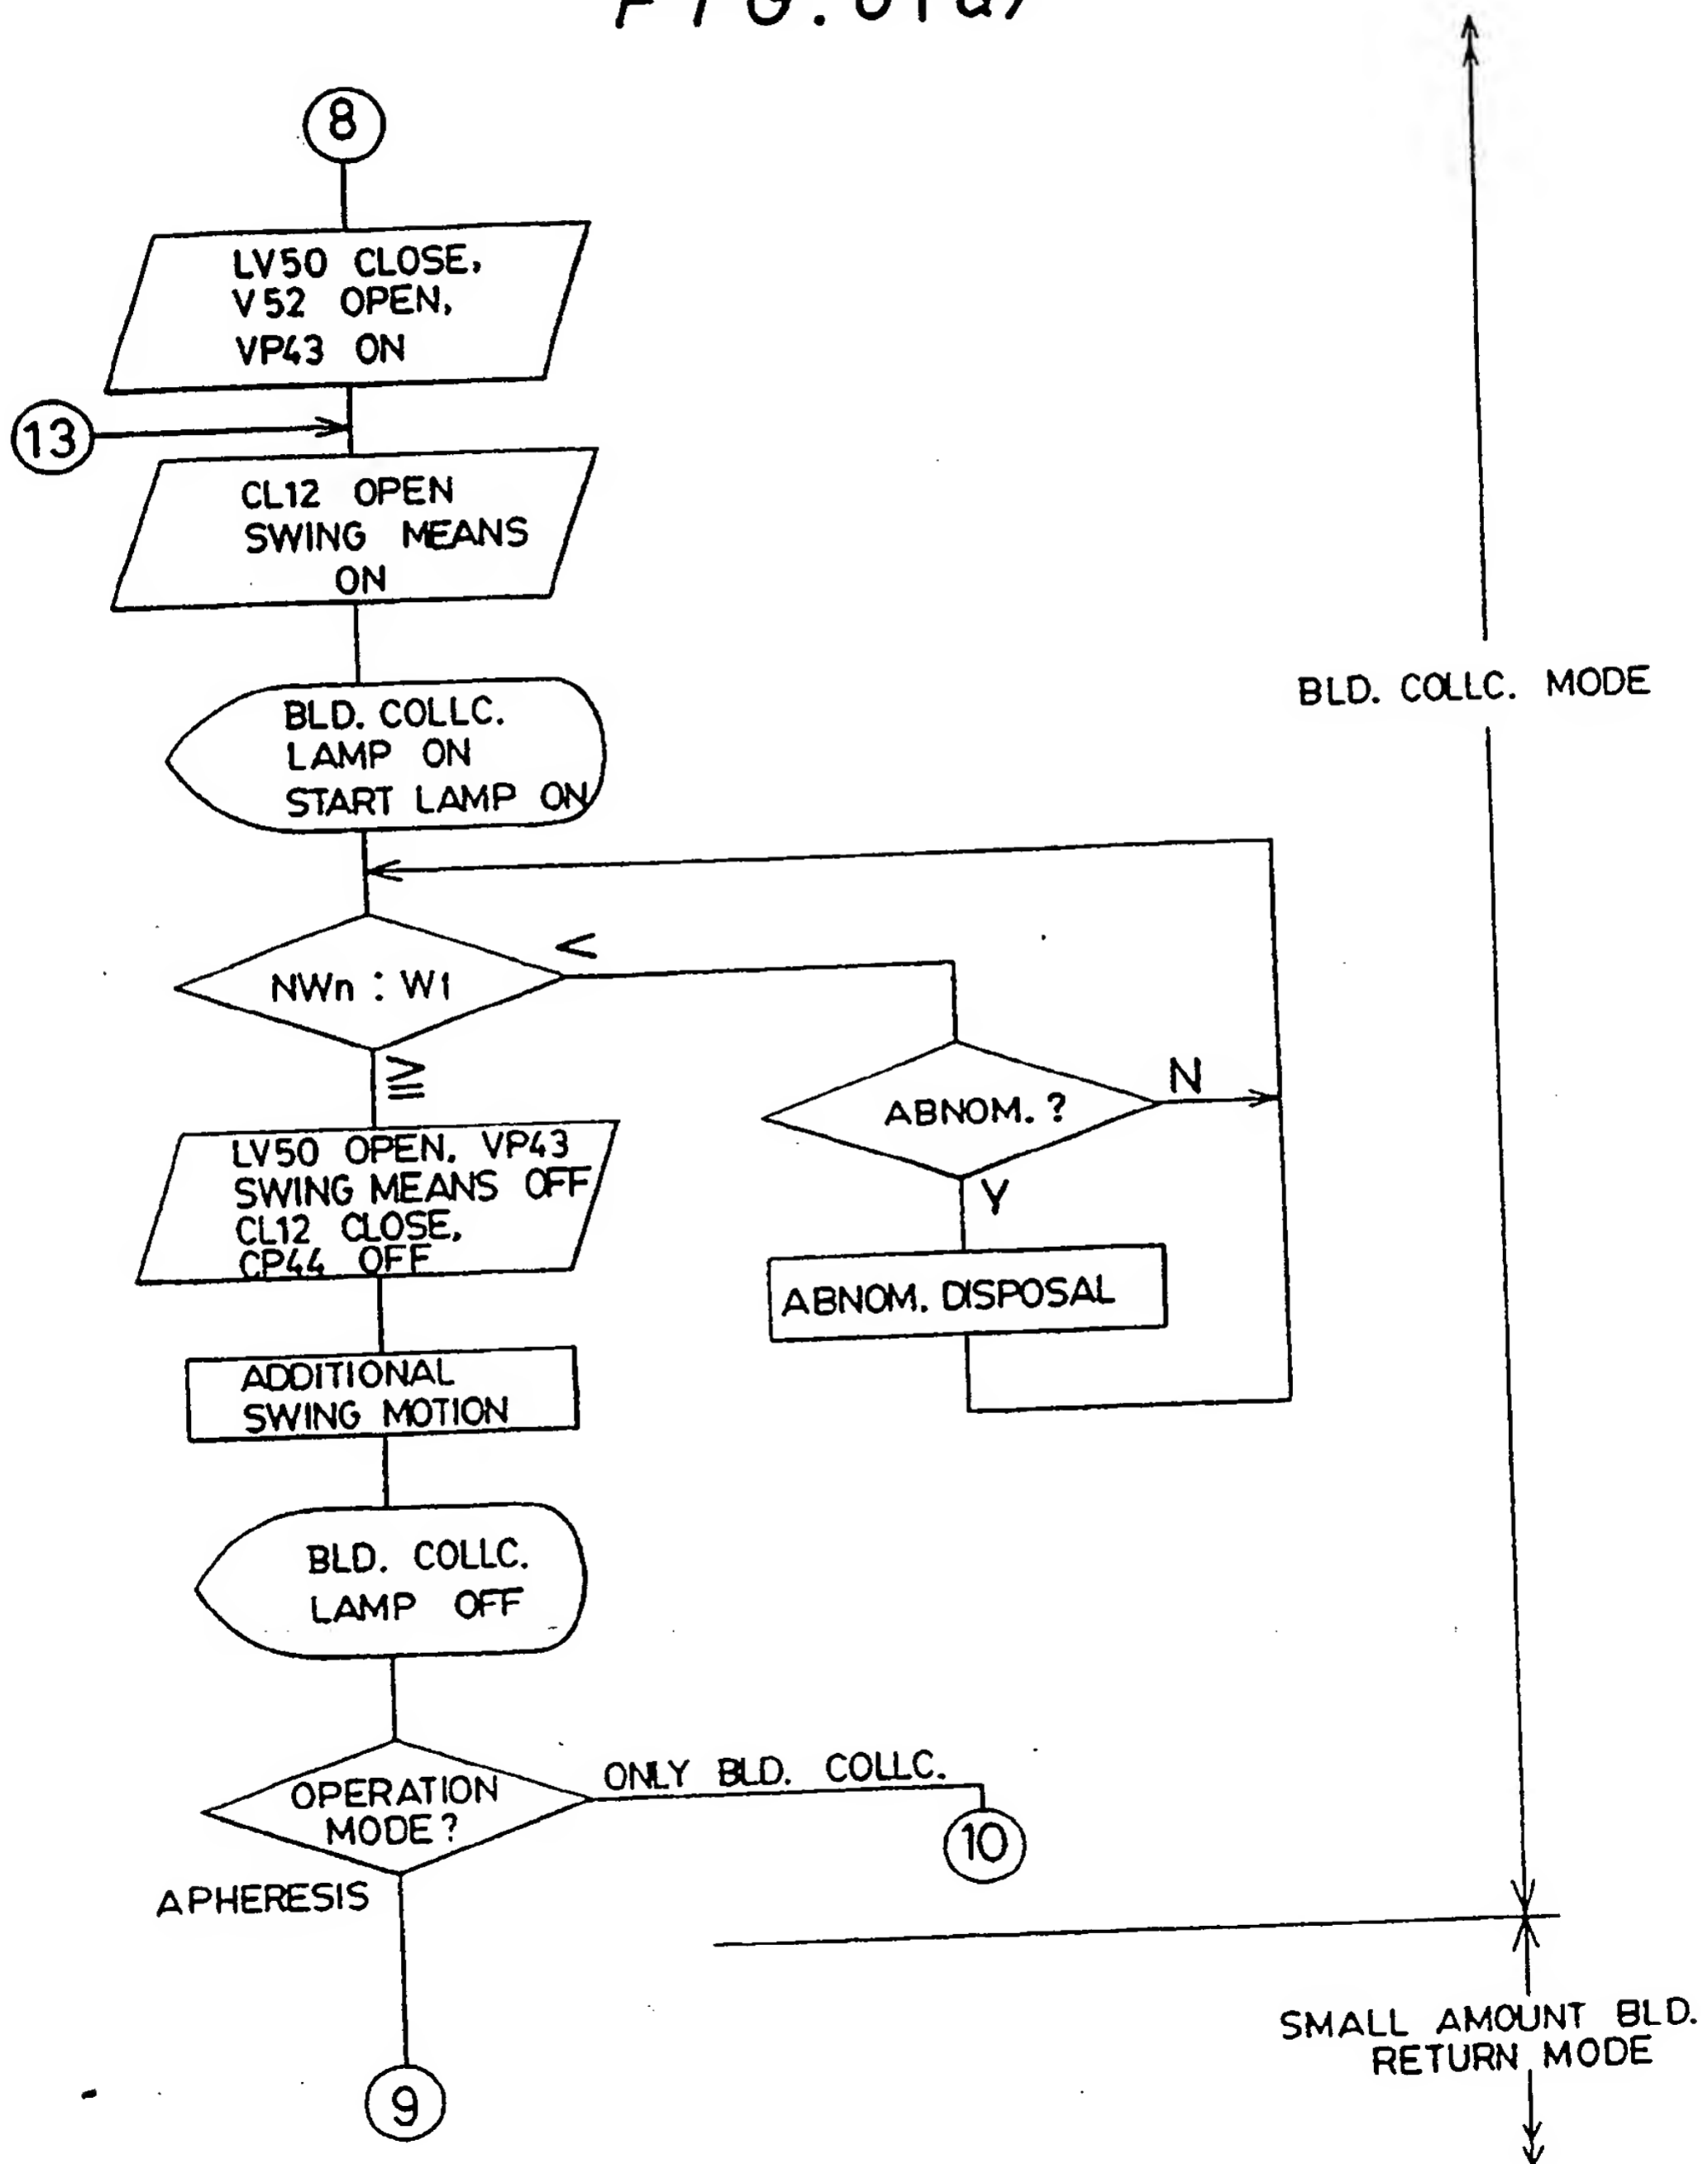 8
LV50 CLOSE,
V52 OPEN,
VP43 ON
13
CL12 OPEN
SWING MEANS
ON
BLD. COLLC. MODE
BLD. COLLC.
LAMP ON
START LAMP ON
<
NWn : W1
≧
N
ABNOM. ?
Y
LV50 OPEN, VP43
SWING MEANS OFF
CL12 CLOSE,
CP44 OFF
ABNOM. DISPOSAL
ADDITIONAL
SWING MOTION
BLD. COLLC.
LAMP OFF
ONLY BLD. COLLC.
OPERATION
MODE?
10
APHERESIS
SMALL AMOUNT BLD.
RETURN MODE
9